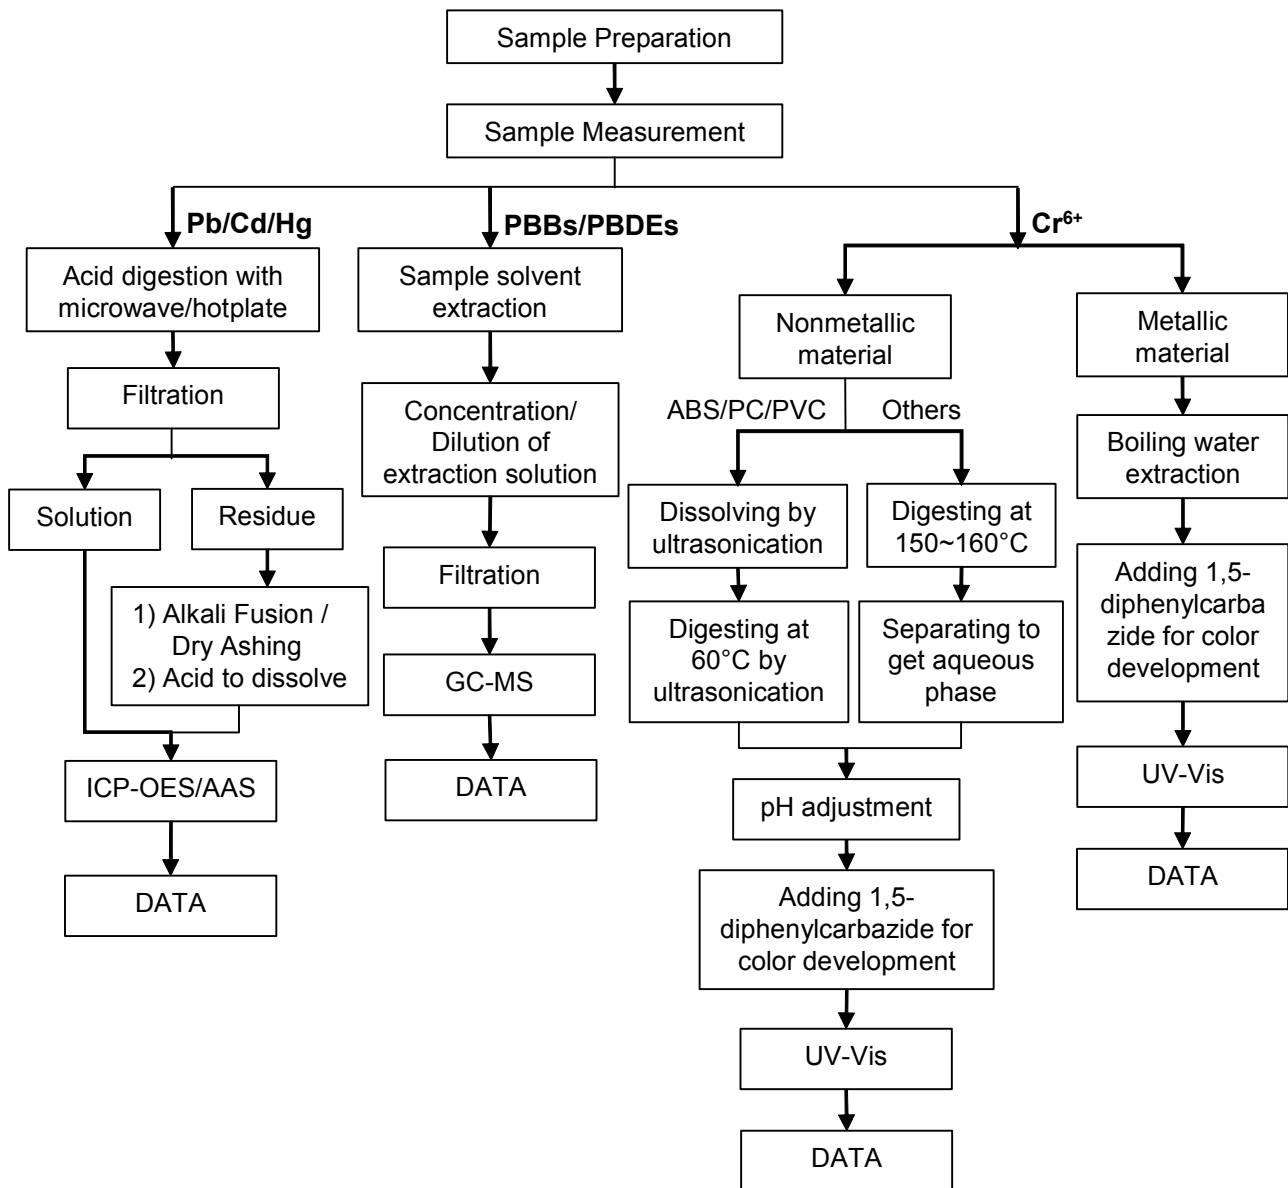 Sample Preparation
Sample Measurement
Pb/Cd/Hg
PBBs/PBDEs
Cr⁶⁺
Acid digestion with
microwave/hotplate
Filtration
Solution
Residue
1) Alkali Fusion /
Dry Ashing
2) Acid to dissolve
ICP-OES/AAS
DATA
Sample solvent
extraction
Concentration/
Dilution of
extraction solution
Filtration
GC-MS
DATA
Nonmetallic
material
ABS/PC/PVC
Others
Dissolving by
ultrasonication
Digesting at
60°C by
ultrasonication
Digesting at
150~160°C
Separating to
get aqueous
phase
pH adjustment
Adding 1,5-
diphenylcarbazide for
color development
UV-Vis
DATA
Metallic
material
Boiling water
extraction
Adding 1,5-
diphenylcarba
zide for color
development
UV-Vis
DATA